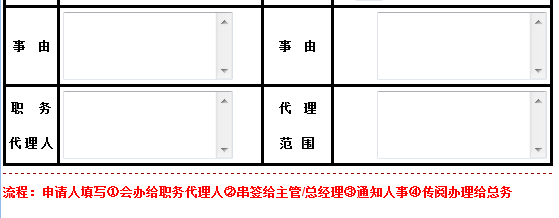 事 由
事 由
职 务
代理人
代 理
范 围
流程：申请人填写①会办给职务代理人②串签给主管/总经理③通知人事④传阅办理给总务